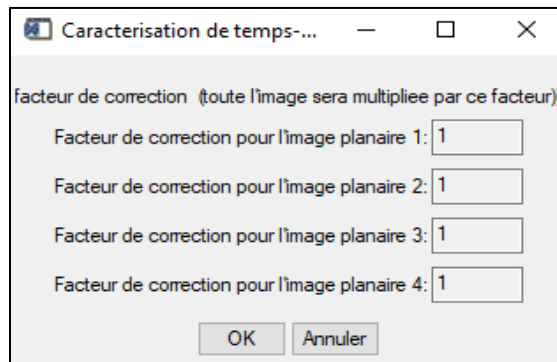 Caracterisation de temps-...
facteur de correction (toute l'image sera multipliee par ce facteur)
Facteur de correction pour l'image planaire 1: 1
Facteur de correction pour l'image planaire 2: 1
Facteur de correction pour l'image planaire 3: 1
Facteur de correction pour l'image planaire 4: 1
OK Annuler